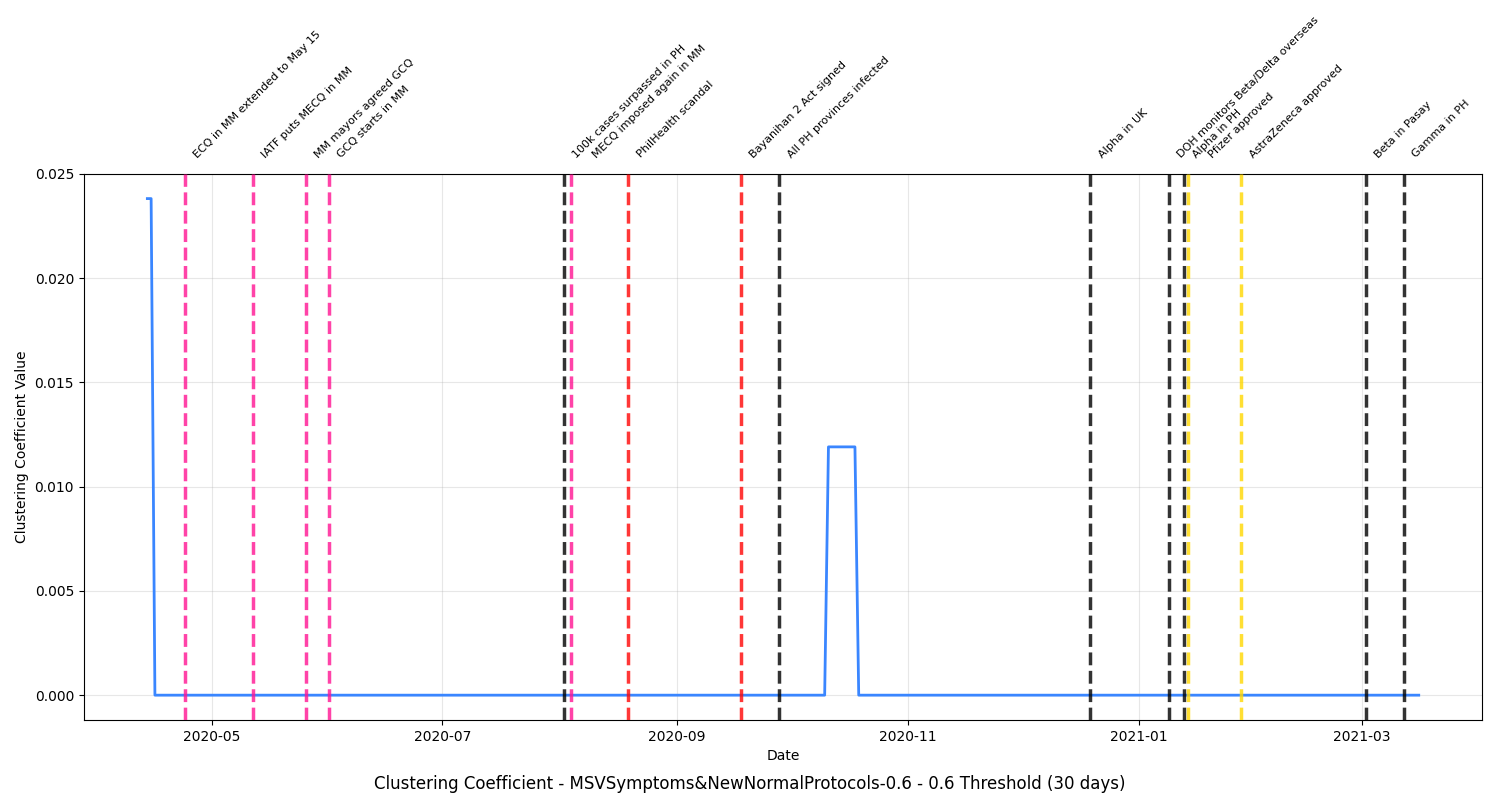 ECQ in MM extended to May 15
IATF puts MECQ in MM
MM mayors agreed GCQ
GCQ starts in MM
100k cases surpassed in PH
MECQ imposed again in MM
PhilHealth scandal
Bayanihan 2 Act signed
All PH provinces infected
Alpha in UK
DOH monitors Beta/Delta overseas
Alpha in PH
Pfizer approved
AstraZeneca approved
Beta in Pasay
Gamma in PH
0.025
0.020
0.015
0.010
0.005
0.000
Clustering Coefficient Value
2020-05
2020-07
2020-09
2020-11
2021-01
2021-03
Date
Clustering Coefficient - MSVSymptoms&NewNormalProtocols-0.6 - 0.6 Threshold (30 days)